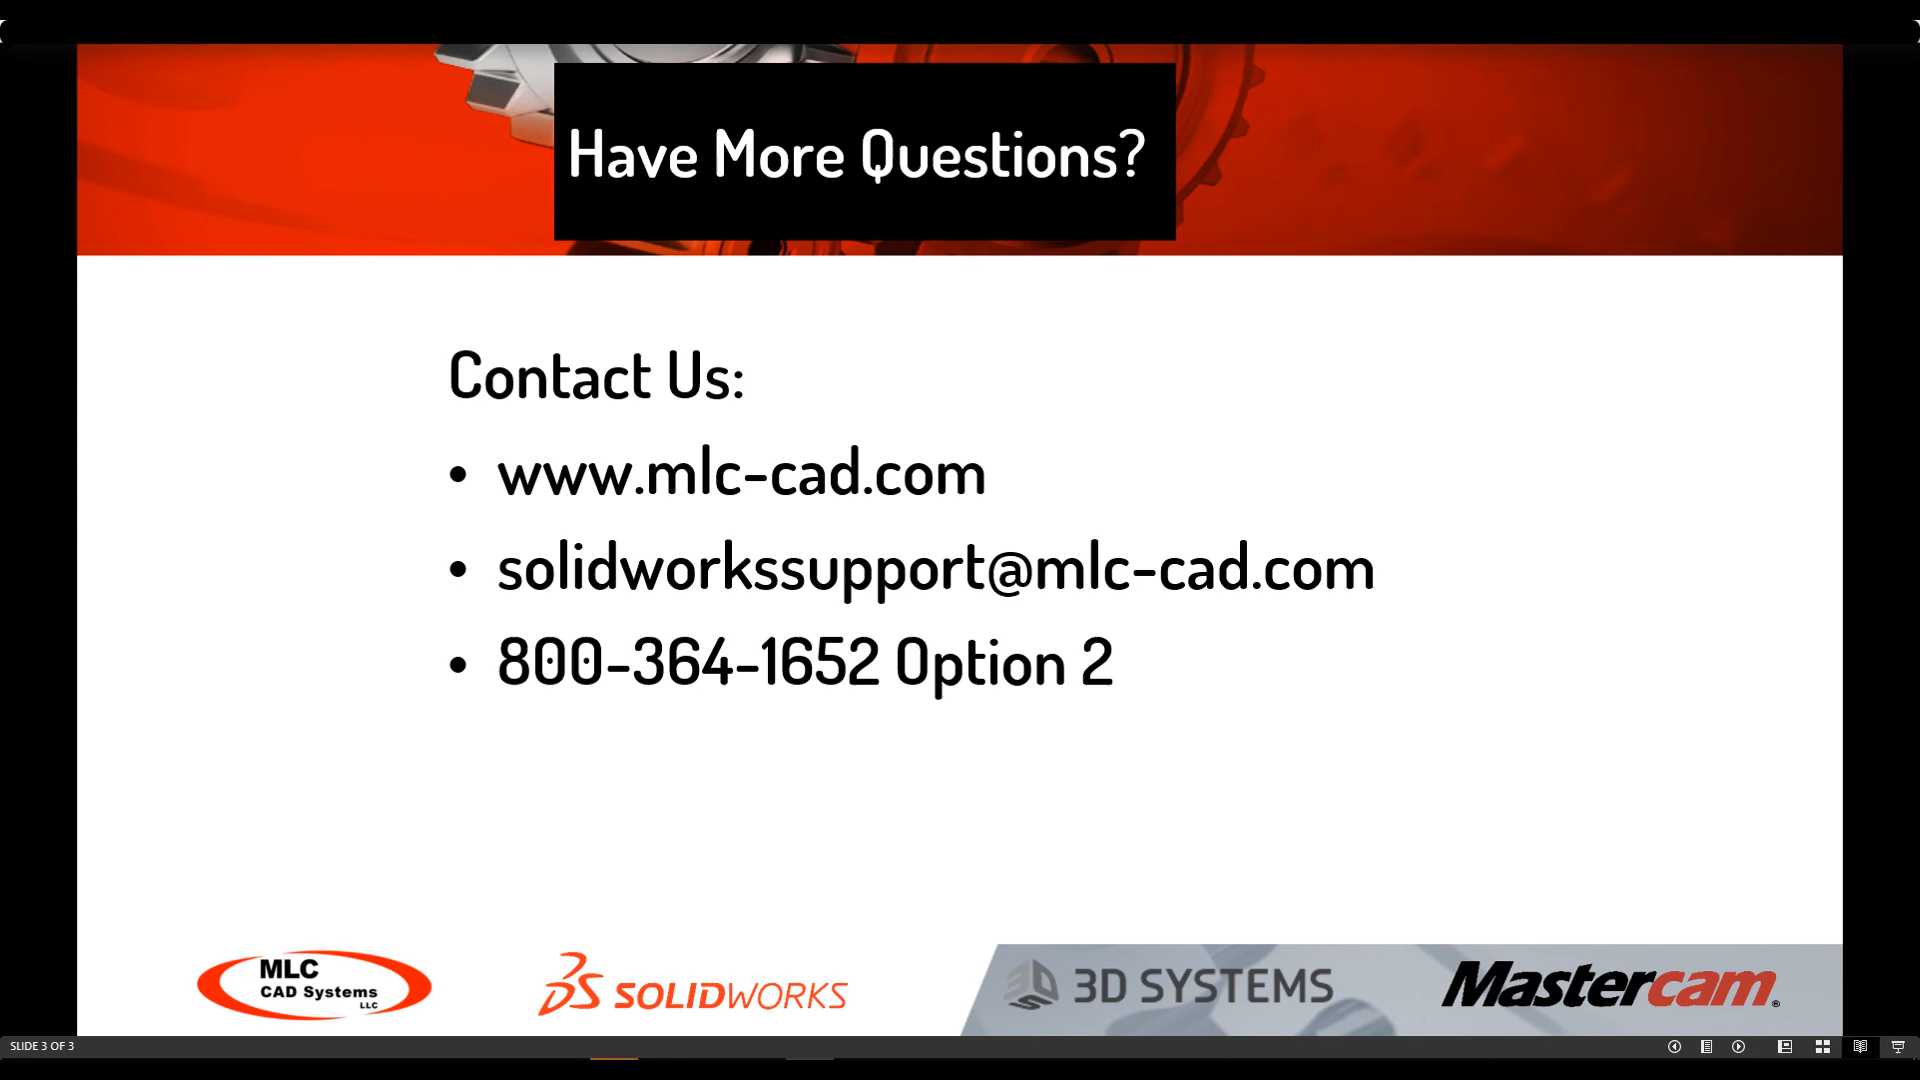 Have More Questions?
Contact Us:
• www.mlc-cad.com
• solidworkssupport@mlc-cad.com
• 800-364-1652 Option 2
MLC
CAD Systems
LLC
SOLIDWORKS
3D SYSTEMS
Mastercam®
SLIDE 3 OF 3